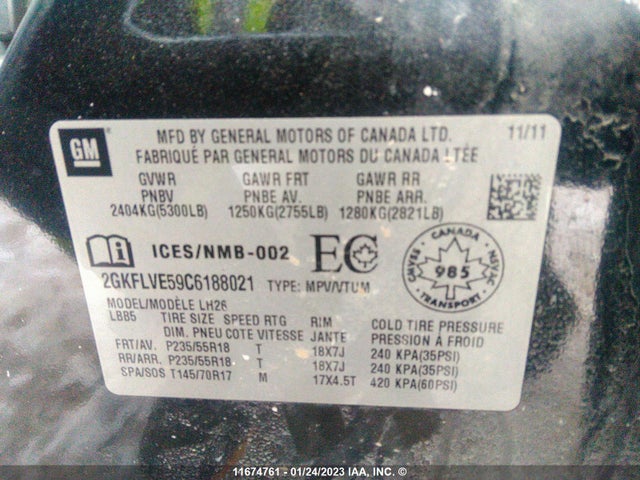 GM
MFD BY GENERAL MOTORS OF CANADA LTD. 11/11
FABRIQUÉ PAR GENERAL MOTORS DU CANADA LTÉE
GVWR GAWR FRT GAWR RR
PNBV PNBE AV. PNBE ARR.
2404KG(5300LB) 1250KG(2755LB) 1280KG(2821LB)
ICES/NMB-002 EC
CANADA
CMVSS 985 NSVAC
TRANSPORT
2GKFLVE59C6188021 TYPE: MPV/VTUM
MODEL/MODÈLE LH26
LBB5 TIRE SIZE SPEED RTG RIM COLD TIRE PRESSURE
DIM. PNEU COTE VITESSE JANTE PRESSION À FROID
FRT/AV. P235/55R18 T 18X7J 240 KPA(35PSI)
RR/ARR. P235/55R18 T 18X7J 240 KPA(35PSI)
SPA/SOS T145/70R17 M 17X4.5T 420 KPA(60PSI)
11674761 - 01/24/2023 IAA, INC. ©